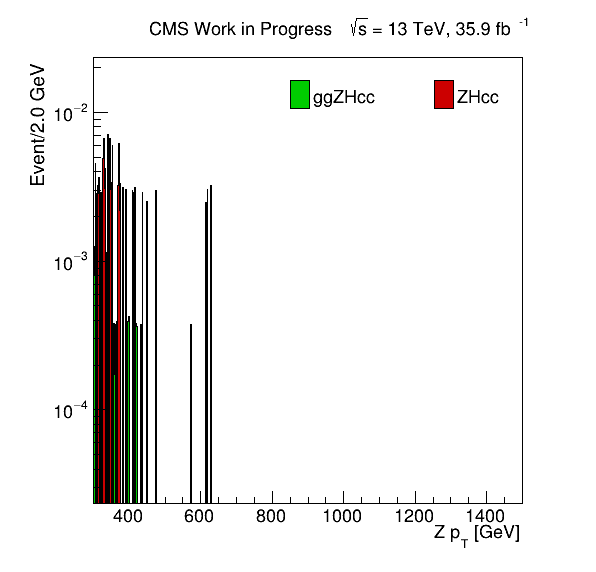 CMS Work in Progress √s = 13 TeV, 35.9 fb⁻¹
Event/2.0 GeV
ggZHcc ZHcc
10⁻²
10⁻³
10⁻⁴
400 600 800 1000 1200 1400
Z p_T [GeV]